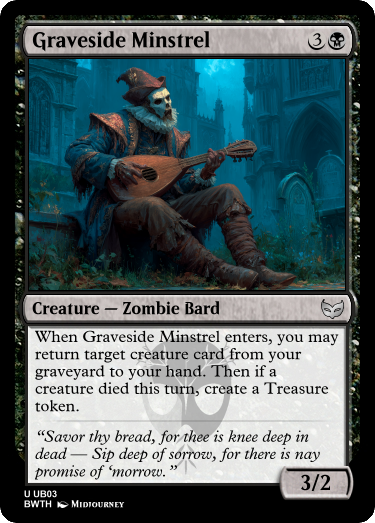 Graveside Minstrel 3
Creature — Zombie Bard
When Graveside Minstrel enters, you may
return target creature card from your
graveyard to your hand. Then if a
creature died this turn, create a Treasure
token.
“Savor thy bread, for thee is knee deep in
dead — Sip deep of sorrow, for there is nay
promise of ‘morrow.”
3/2
U UB03
BWTH Midjourney